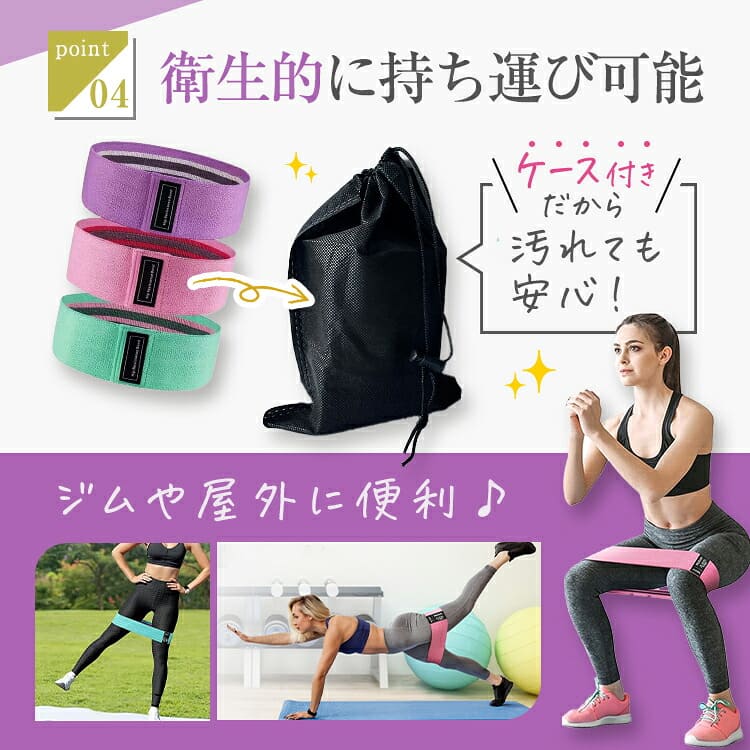 point
04
衛生的に持ち運び可能
ケース付き
だから
汚れても
安心！
ジムや屋外に便利♪